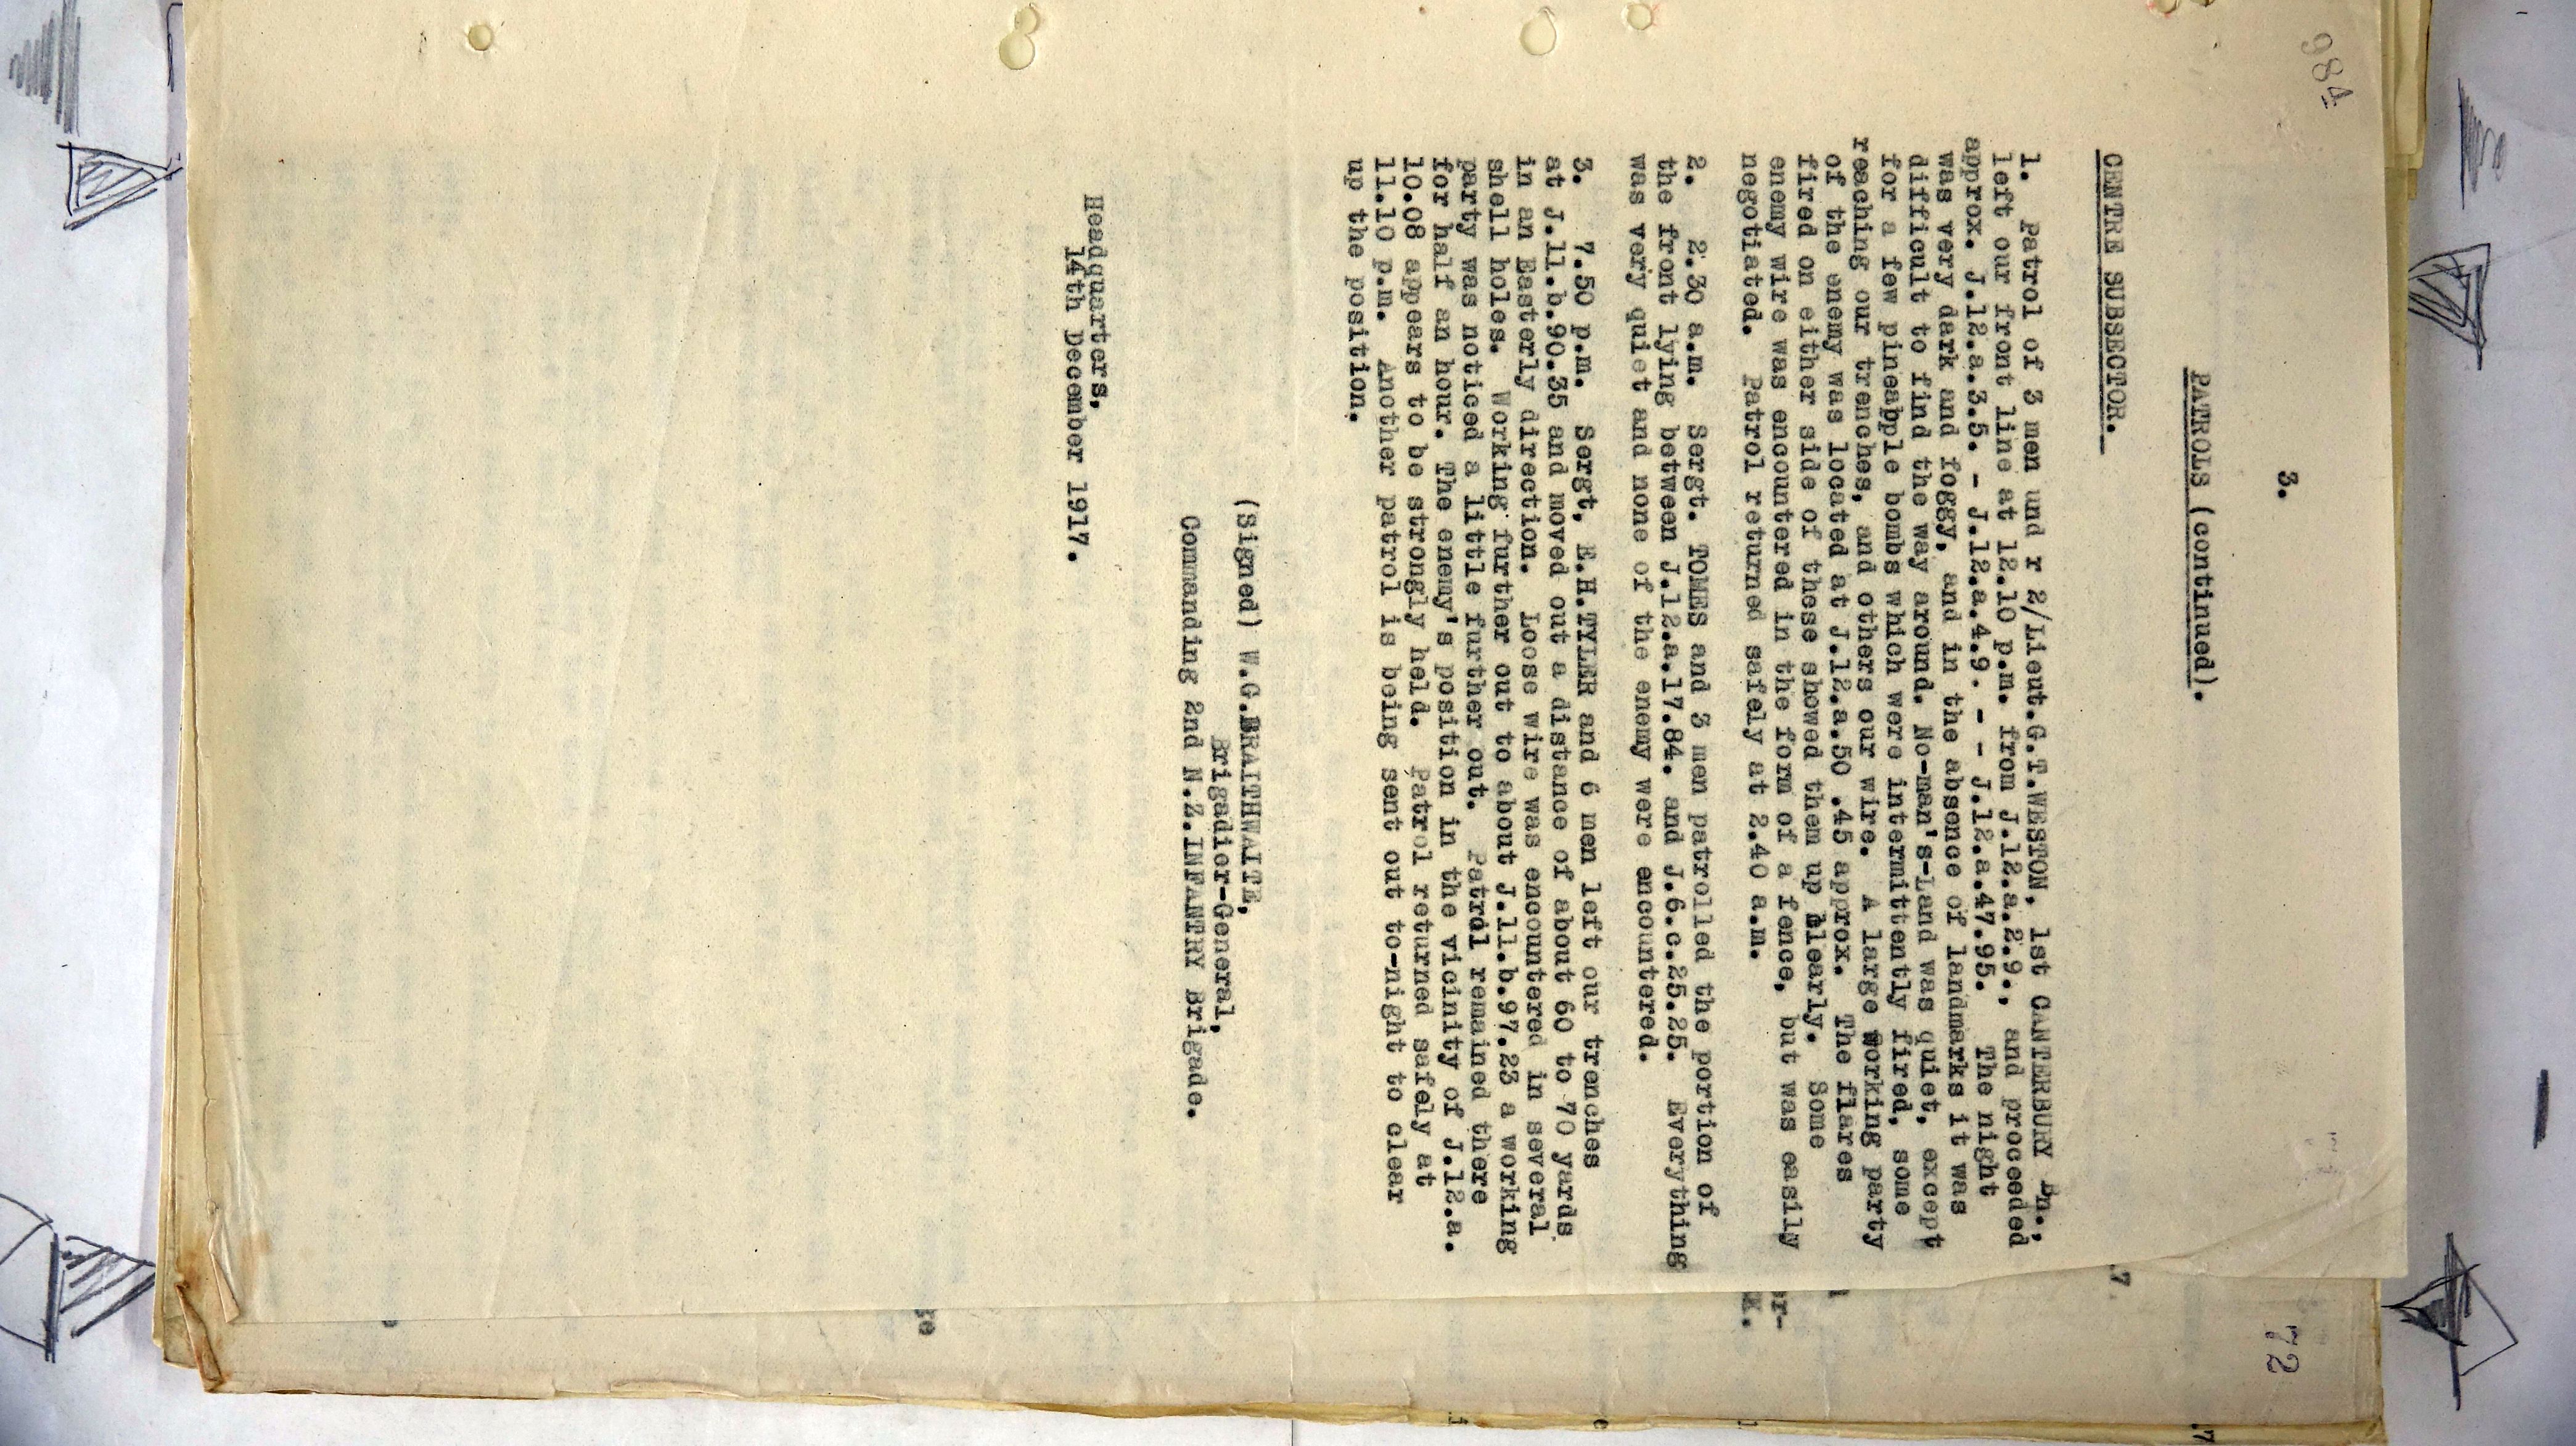 984
3.
PATROLS (continued).
CENTRE SUBSECTOR.
1. Patrol of 3 men und r 2/Lieut.G.T.WESTON, 1st CANTERBURY Bn.,
left our front line at 12.10 p.m. from J.12.a.2.9., and proceeded
approx. J.12.a.3.5. - J.12.a.4.9. - - J.12.a.47.95. The night
was very dark and foggy, and in the absence of landmarks it was
difficult to find the way around. No-man's-Land was quiet, except
for a few pineapple bombs which were intermittently fired, some
reaching our trenches, and others our wire. A large working party
of the enemy was located at J.12.a.50 .45 approx. The flares
fired on either side of these showed them up clearly. Some
enemy wire was encountered in the form of a fence, but was easily
negotiated. Patrol returned safely at 2.40 a.m.
2. 2.30 a.m. Sergt. TOMES and 3 men patrolled the portion of
the front lying between J.12.a.17.84. and J.6.c.25.25. Everything
was very quiet and none of the enemy were encountered.
3. 7.50 p.m. Sergt, E.H.TYLER and 6 men left our trenches
at J.11.b.90.35 and moved out a distance of about 60 to 70 yards
in an Easterly direction. Loose wire was encountered in several
shell holes. Working further out to about J.11.b.97.23 a working
party was noticed a little further out. Patrol remained there
for half an hour. The enemy's position in the vicinity of J.12.a.
10.08 appears to be strongly held. Patrol returned safely at
11.10 p.m. Another patrol is being sent out to-night to clear
up the position.
(Signed) W.G.BRAITHWAITE,
Brigadier-General,
Commanding 2nd N.Z.INFANTRY Brigade.
Headquarters,
14th December 1917.
72
7
er-
K.
ge